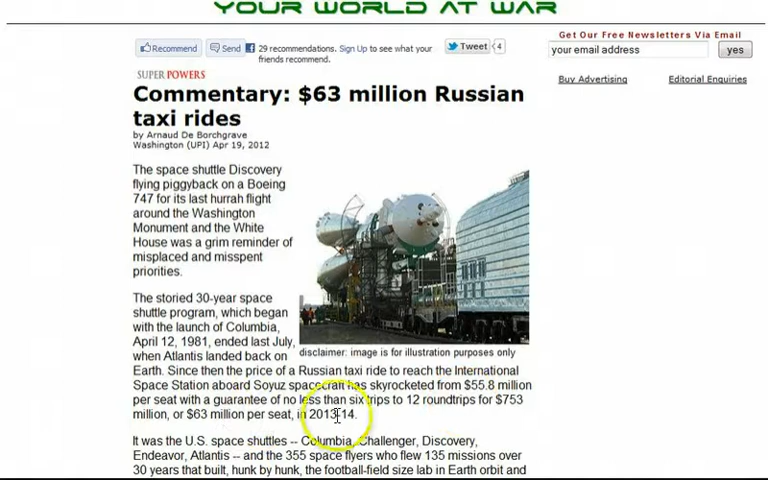 YOUR WORLD AT WAR
Get Our Free Newsletters Via Email
Recommend
Send
29 recommendations. Sign Up to see what your
friends recommend.
Tweet
4
your email address
yes
Buy Advertising
Editorial Enquiries
SUPER POWERS
Commentary: $63 million Russian
taxi rides
by Arnaud De Borchgrave
Washington (UPI) Apr 19, 2012
The space shuttle Discovery
flying piggyback on a Boeing
747 for its last hurrah flight
around the Washington
Monument and the White
House was a grim reminder of
misplaced and misspent
priorities.
The storied 30-year space
shuttle program, which began
with the launch of Columbia,
April 12, 1981, ended last July,
when Atlantis landed back on
disclaimer: image is for illustration purposes only
Earth. Since then the price of a Russian taxi ride to reach the International
Space Station aboard Soyuz spacecraft has skyrocketed from $55.8 million
per seat with a guarantee of no less than six trips to 12 roundtrips for $753
million, or $63 million per seat, in 2013-14.
It was the U.S. space shuttles -- Columbia, Challenger, Discovery,
Endeavor, Atlantis -- and the 355 space flyers who flew 135 missions over
30 years that built, hunk by hunk, the football-field size lab in Earth orbit and